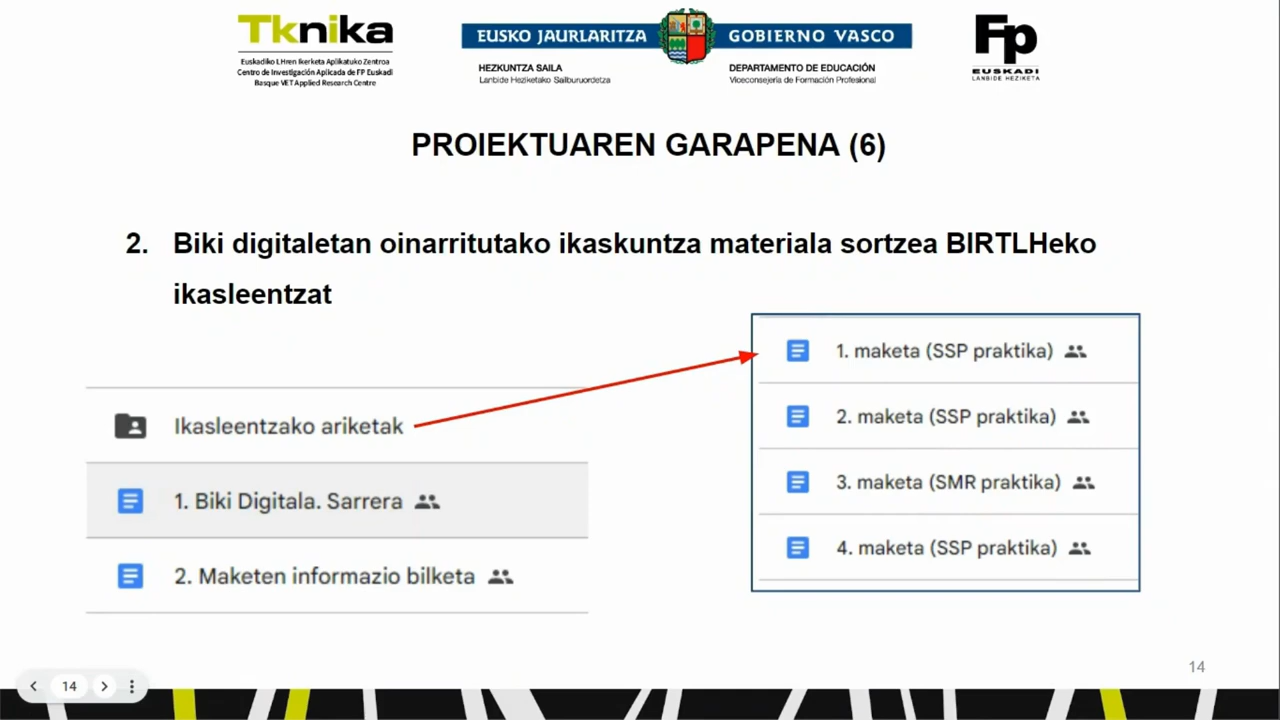 Tknika
Euskadiko LHren Ikerketa Aplikatuko Zentroa
Centro de Investigación Aplicada de FP Euskadi
Basque VET Applied Research Centre
EUSKO JAURLARITZA
GOBIERNO VASCO
HEZKUNTZA SAILA
Lanbide Heziketako Sailburuordetza
DEPARTAMENTO DE EDUCACIÓN
Viceconsejería de Formación Profesional
Fp
EUSKADI
LANBIDE HEZIKETA
PROIEKTUAREN GARAPENA (6)
2. Biki digitaletan oinarritutako ikaskuntza materiala sortzea BIRTLHeko
ikasleentzat
Ikasleentzako ariketak
1. Biki Digitala. Sarrera
2. Maketen informazio bilketa
1. maketa (SSP praktika)
2. maketa (SSP praktika)
3. maketa (SMR praktika)
4. maketa (SSP praktika)
14
14